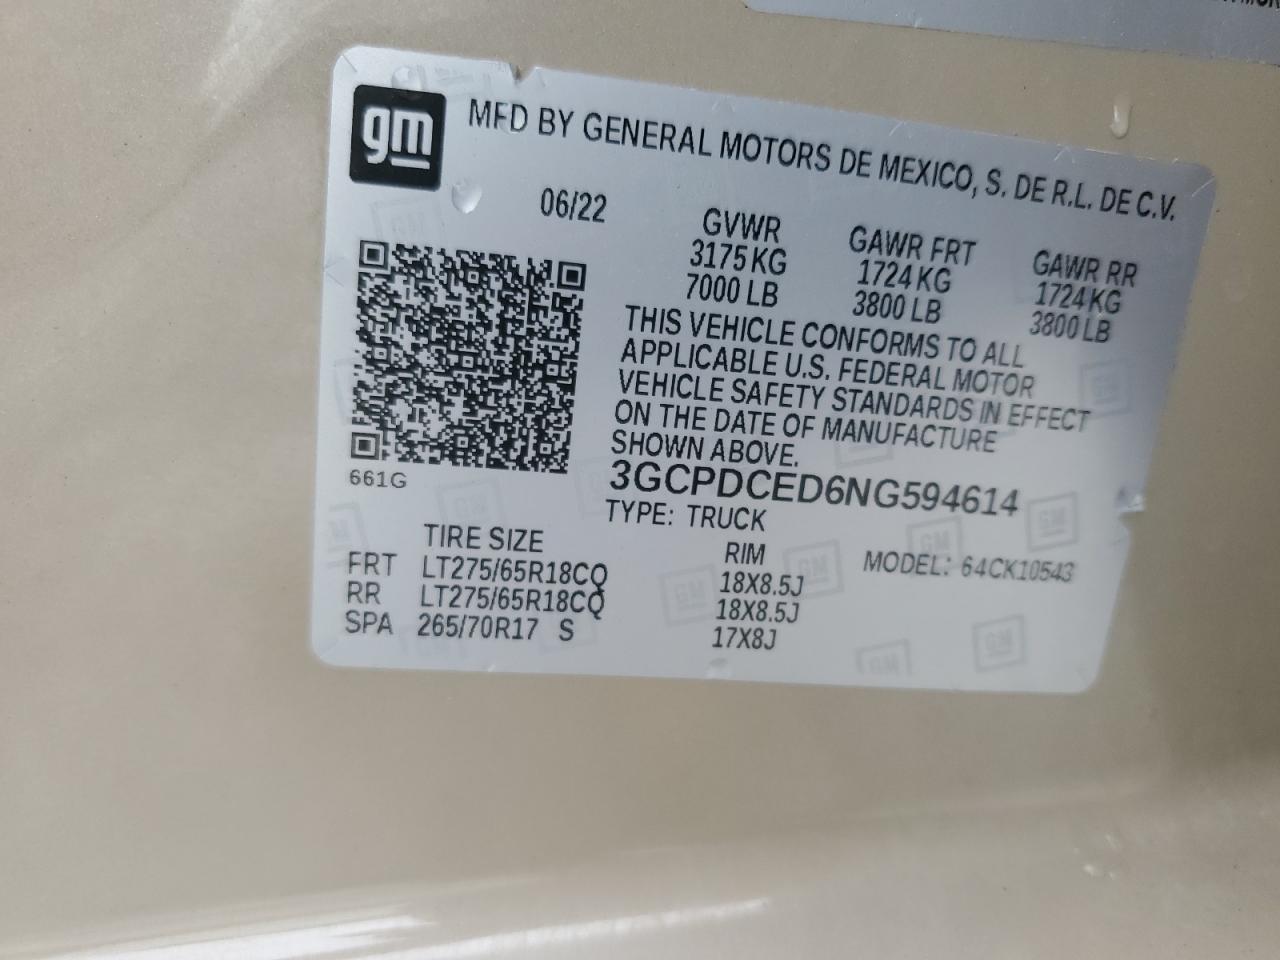 gm
MFD BY GENERAL MOTORS DE MEXICO, S. DE R.L. DE C.V.
06/22
GVWR GAWR FRT GAWR RR
3175 KG 1724 KG 1724 KG
7000 LB 3800 LB 3800 LB
THIS VEHICLE CONFORMS TO ALL
APPLICABLE U.S. FEDERAL MOTOR
VEHICLE SAFETY STANDARDS IN EFFECT
ON THE DATE OF MANUFACTURE
SHOWN ABOVE.
661G
3GCPDCED6NG594614
TYPE: TRUCK
TIRE SIZE RIM MODEL: 64CK10543
FRT LT275/65R18CQ 18X8.5J
RR LT275/65R18CQ 18X8.5J
SPA 265/70R17 S 17X8J